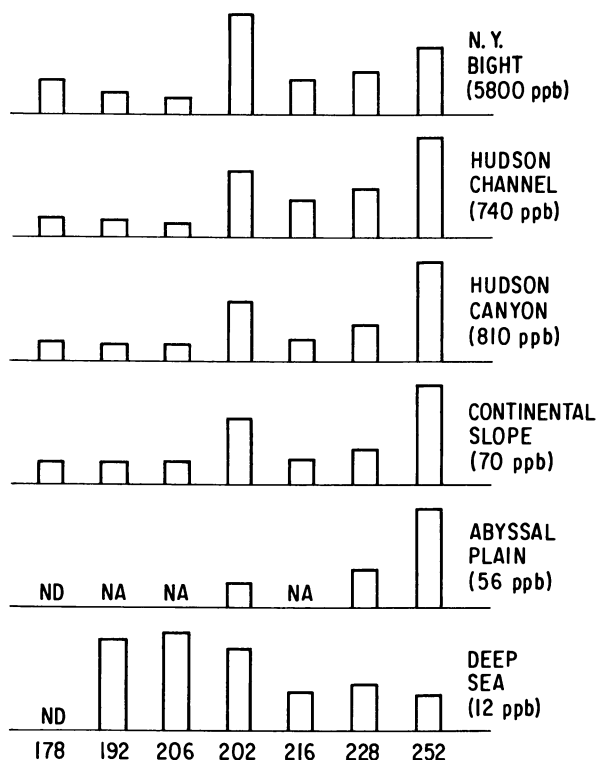 N. Y.
BIGHT
(5800 ppb)
HUDSON
CHANNEL
(740 ppb)
HUDSON
CANYON
(810 ppb)
CONTINENTAL
SLOPE
(70 ppb)
ND NA NA NA
ABYSSAL
PLAIN
(56 ppb)
ND
DEEP
SEA
(12 ppb)
178 192 206 202 216 228 252